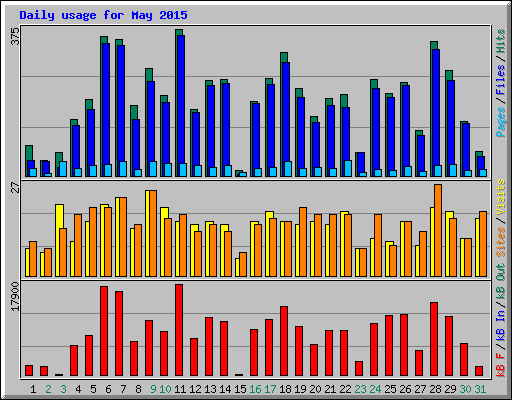 Daily usage for May 2015
375
Pages / Files / Hits
27
Sites / Visits
17900
kB F / kB In / kB Out
1 2 3 4 5 6 7 8 9 10 11 12 13 14 15 16 17 18 19 20 21 22 23 24 25 26 27 28 29 30 31